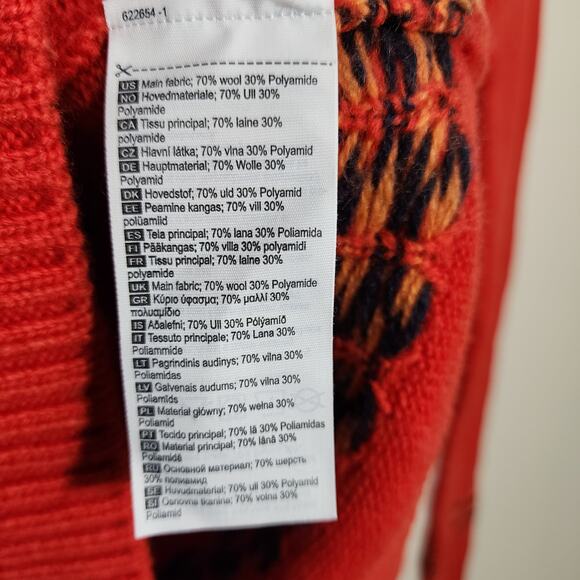 622654 -1
US Main fabric; 70% wool 30% Polyamide
NO Hovedmateriale; 70% Ull 30%
Polyamide
CA Tissu principal; 70% laine 30%
polyamide
CZ Hlavní látka; 70% vlna 30% Polyamid
DE Hauptmaterial; 70% Wolle 30%
Polyamid
DK Hovedstof; 70% uld 30% Polyamid
EE Peamine kangas; 70% vill 30%
polüamiid
ES Tela principal; 70% lana 30% Poliamida
FI Pääkangas; 70% villa 30% polyamidi
FR Tissu principal; 70% laine 30%
polyamide
UK Main fabric; 70% wool 30% Polyamide
GR Κύριο ύφασμα; 70% μαλλί 30%
πολυαμίδιο
IS Aðalefni; 70% Ull 30% Pólýamíð
IT Tessuto principale; 70% Lana 30%
Poliammide
LT Pagrindinis audinys; 70% vilna 30%
Poliamidas
LV Galvenais audums; 70% vilna 30%
Poliamīds
PL Materiał główny; 70% wełna 30%
Poliamid
PT Tecido principal; 70% lã 30% Poliamidas
RO Material principal; 70% lână 30%
Poliamidă
RU Основной материал; 70% шерсть
30% полиамид
SE Huvudmaterial; 70% ull 30% Polyamid
SI Osnovna tkanina; 70% volna 30%
Poliamid